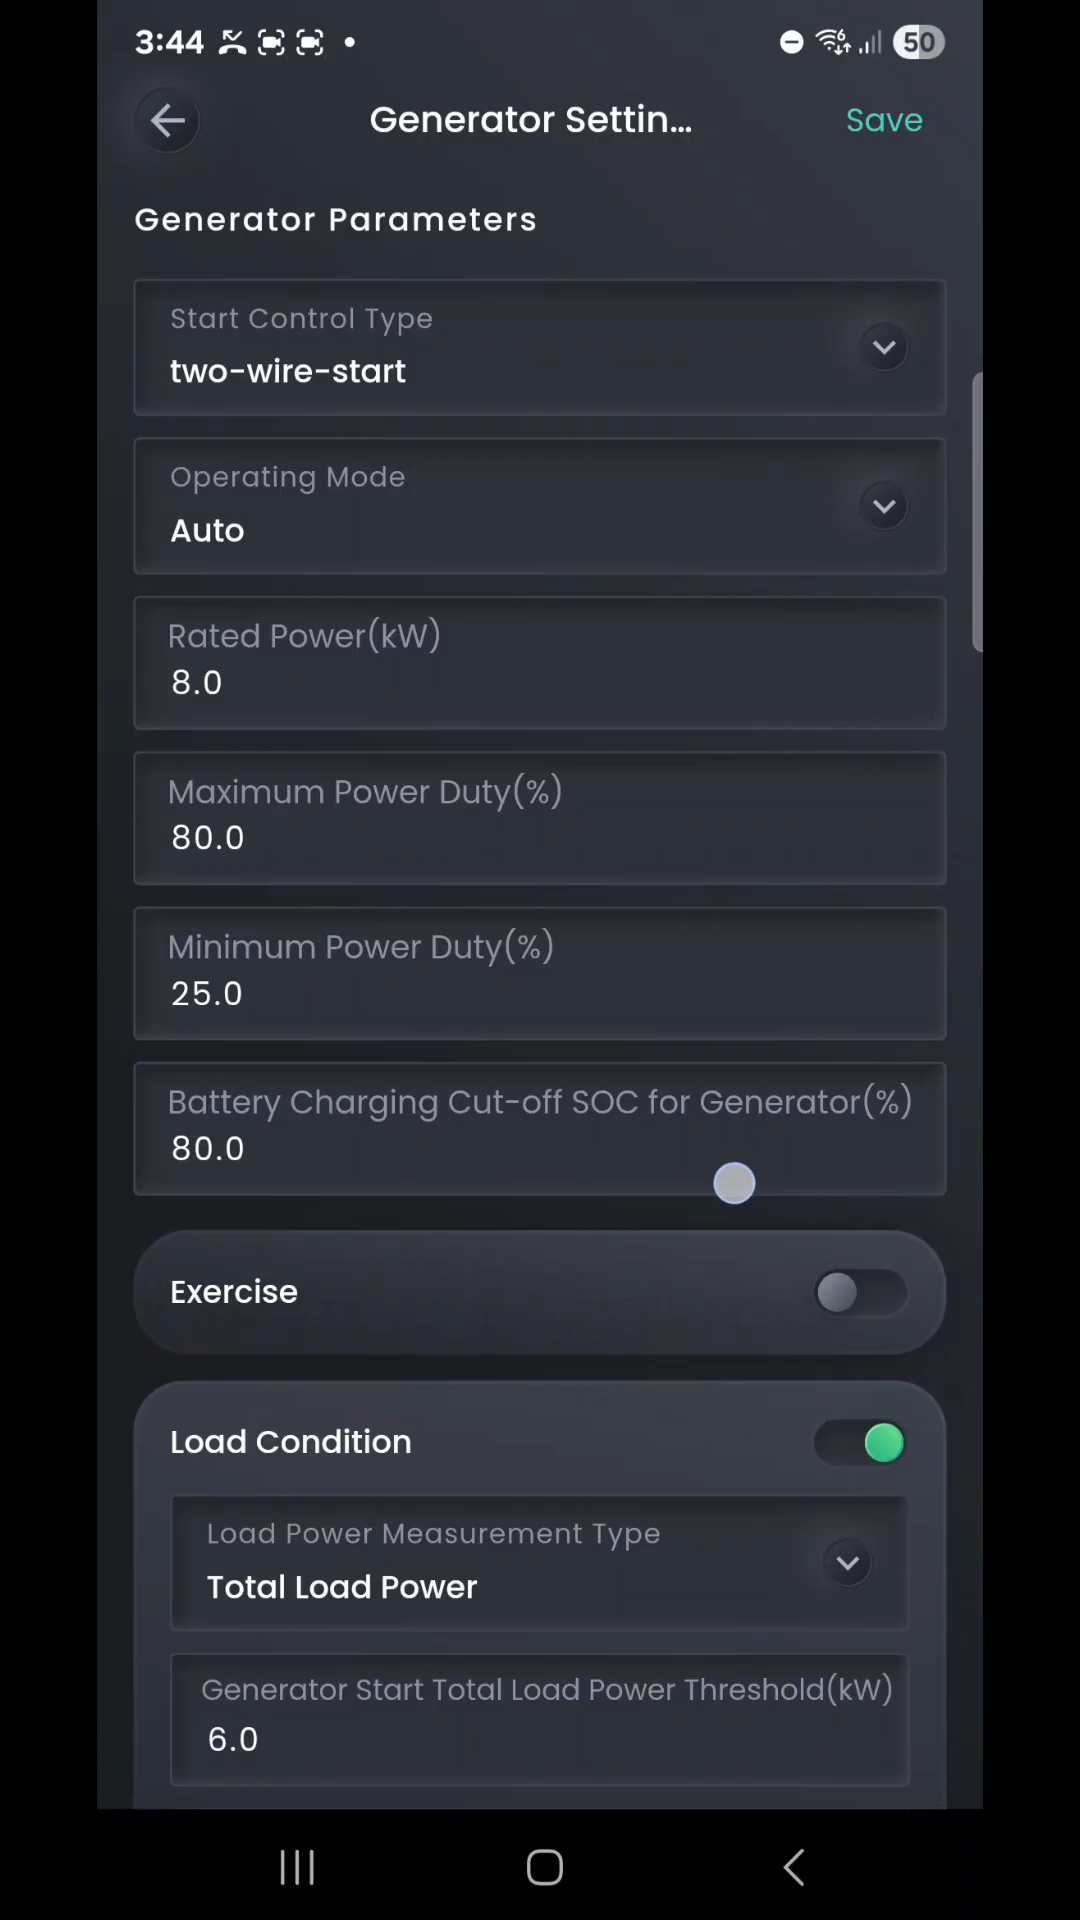 3:44
6
50
Generator Settin...
Save
Generator Parameters
Start Control Type
two-wire-start
Operating Mode
Auto
Rated Power(kW)
8.0
Maximum Power Duty(%)
80.0
Minimum Power Duty(%)
25.0
Battery Charging Cut-off SOC for Generator(%)
80.0
Exercise
Load Condition
Load Power Measurement Type
Total Load Power
Generator Start Total Load Power Threshold(kW)
6.0